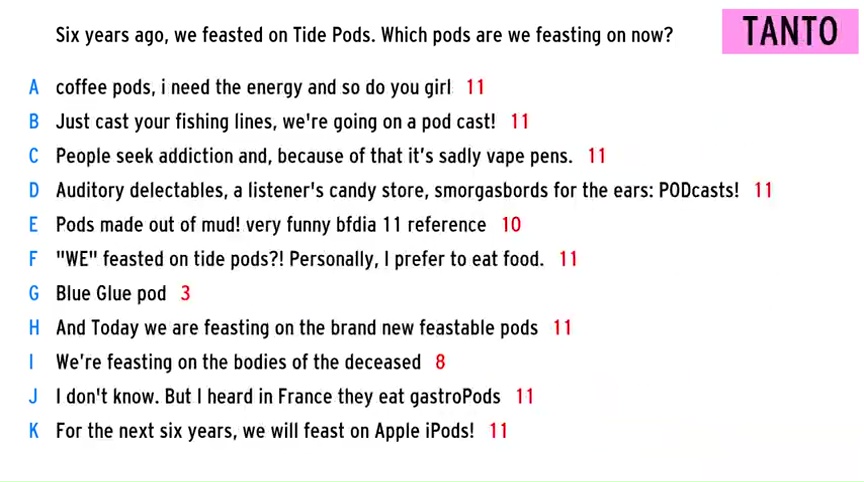 Six years ago, we feasted on Tide Pods. Which pods are we feasting on now?
TANTO
A coffee pods, i need the energy and so do you girl 11
B Just cast your fishing lines, we're going on a pod cast! 11
C People seek addiction and, because of that it’s sadly vape pens. 11
D Auditory delectables, a listener's candy store, smorgasbords for the ears: PODcasts! 11
E Pods made out of mud! very funny bfdia 11 reference 10
F "WE" feasted on tide pods?! Personally, I prefer to eat food. 11
G Blue Glue pod 3
H And Today we are feasting on the brand new feastable pods 11
I We’re feasting on the bodies of the deceased 8
J I don't know. But I heard in France they eat gastroPods 11
K For the next six years, we will feast on Apple iPods! 11